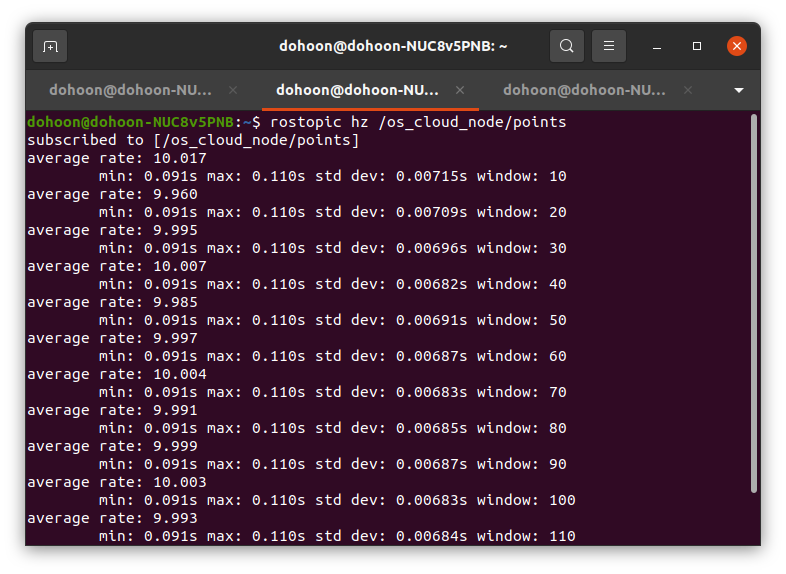 dohoon@dohoon-NUC8v5PNB: ~
dohoon@dohoon-NU...
dohoon@dohoon-NU...
dohoon@dohoon-NU...
dohoon@dohoon-NUC8v5PNB:~$ rostopic hz /os_cloud_node/points
subscribed to [/os_cloud_node/points]
average rate: 10.017
        min: 0.091s max: 0.110s std dev: 0.00715s window: 10
average rate: 9.960
        min: 0.091s max: 0.110s std dev: 0.00709s window: 20
average rate: 9.995
        min: 0.091s max: 0.110s std dev: 0.00696s window: 30
average rate: 10.007
        min: 0.091s max: 0.110s std dev: 0.00682s window: 40
average rate: 9.985
        min: 0.091s max: 0.110s std dev: 0.00691s window: 50
average rate: 9.997
        min: 0.091s max: 0.110s std dev: 0.00687s window: 60
average rate: 10.004
        min: 0.091s max: 0.110s std dev: 0.00683s window: 70
average rate: 9.991
        min: 0.091s max: 0.110s std dev: 0.00685s window: 80
average rate: 9.999
        min: 0.091s max: 0.110s std dev: 0.00687s window: 90
average rate: 10.003
        min: 0.091s max: 0.110s std dev: 0.00683s window: 100
average rate: 9.993
        min: 0.091s max: 0.110s std dev: 0.00684s window: 110